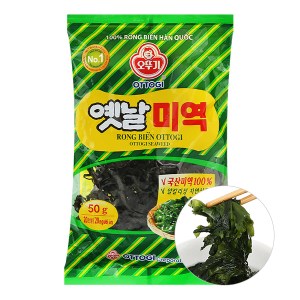 100% RONG BIỂN HÀN QUỐC
No.1
오뚜기
OTTOGI
옛날 미역
RONG BIỂN OTTOGI
OTTOGI SEAWEED
√ 국산미역 100%
50 g
OTTOGI